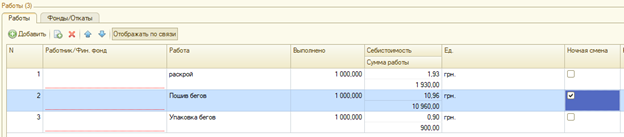 Работы (3)
Работы Фонды/Откаты
Добавить Отображать по связи
N Работник/Фин. Фонд Работа Выполнено Себистоимость Ед. Ночная смена
Сумма работы
1 раскрой 1 000,000 1,93 грн.
1 930,00
2 Пошив бегов 1 000,000 10,96 грн.
10 960,00
3 Упаковка бегов 1 000,000 0,90 грн.
900,00